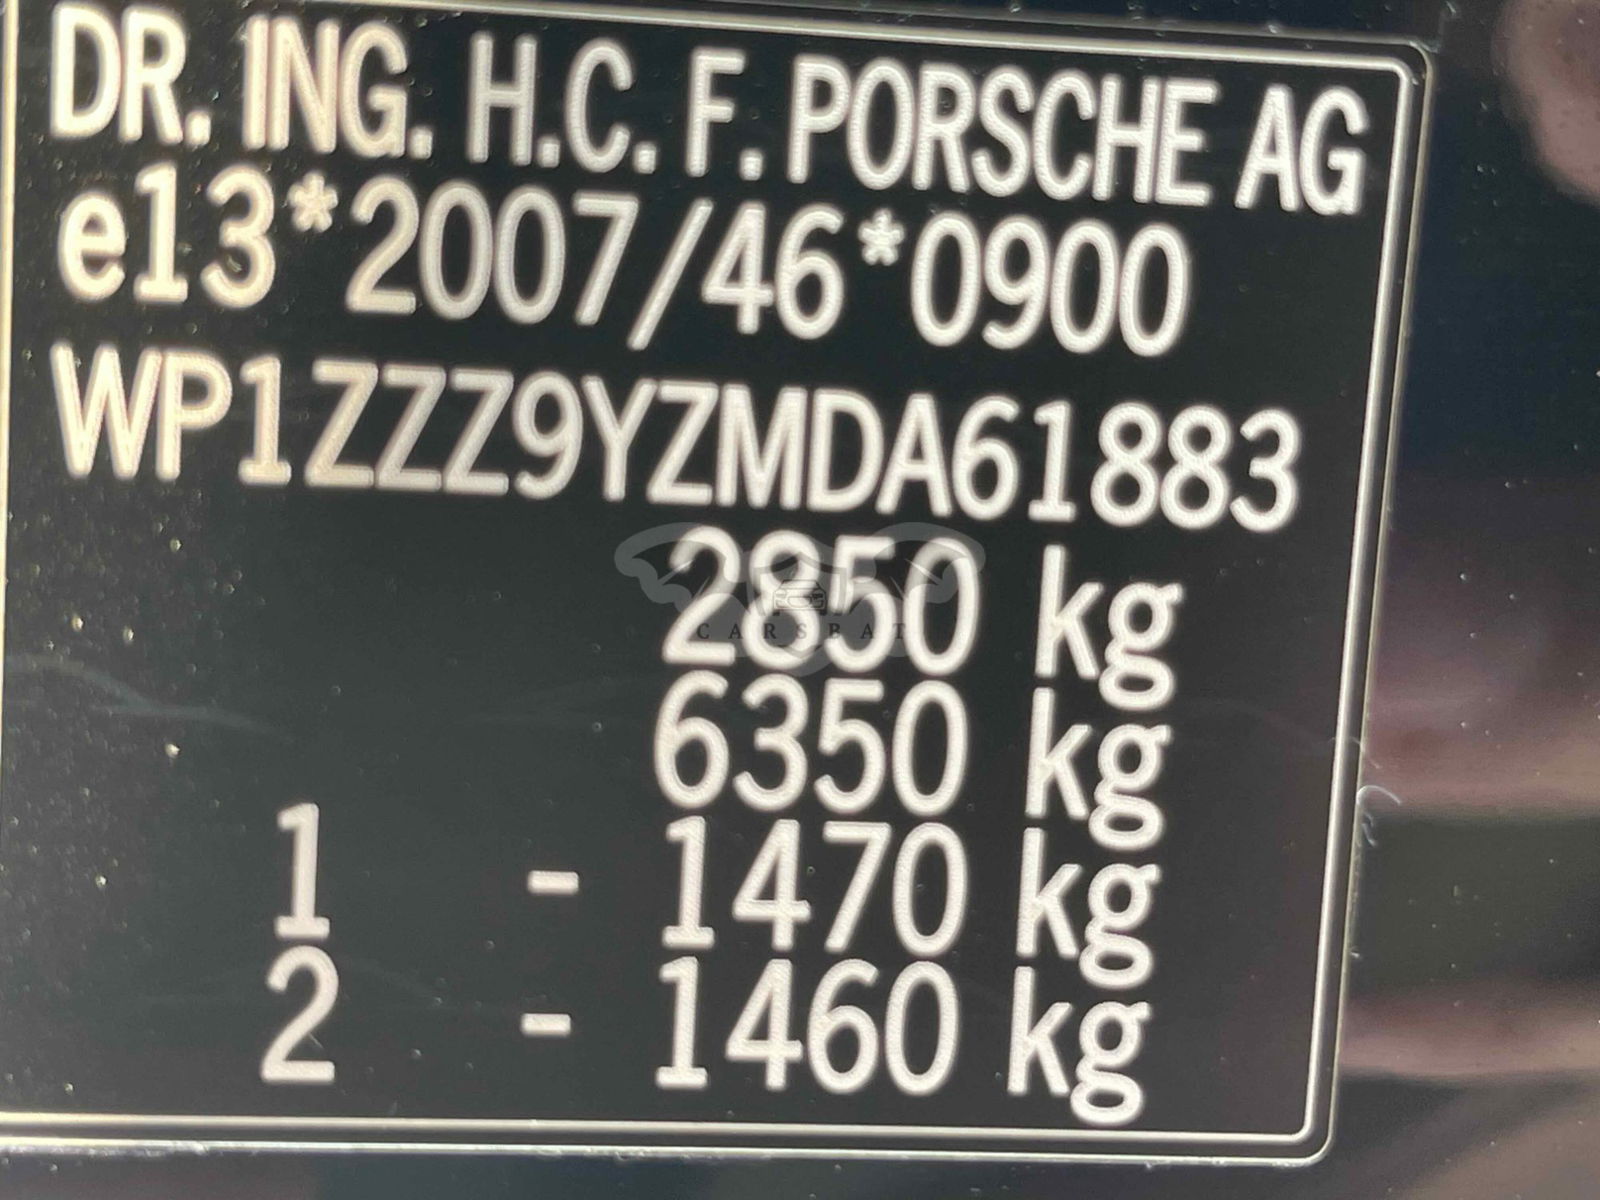 DR. ING. H.C. F. PORSCHE AG
e13*2007/46*0900
WP1ZZZ9YZMDA61883
2850 kg
CARSBAT
6350 kg
1 - 1470 kg
2 - 1460 kg